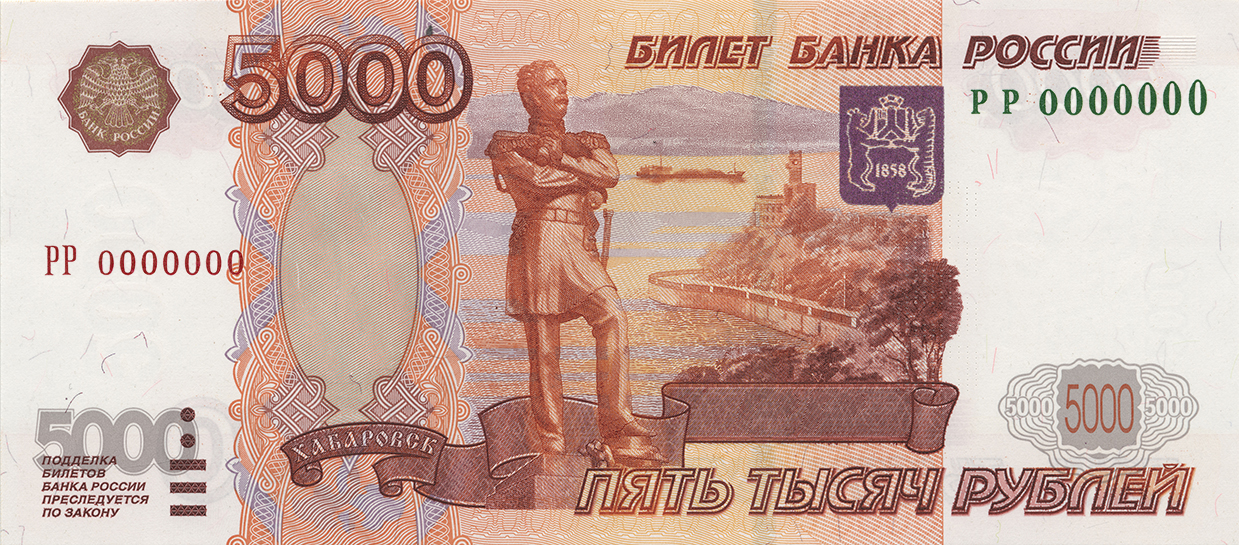 5000
БИЛЕТ БАНКА РОССИИ
РР 0000000
БАНК РОССИИ
1858
РР 0000000
5000
5000 5000 5000
ХАБАРОВСК
ПОДДЕЛКА
БИЛЕТОВ
БАНКА РОССИИ
ПРЕСЛЕДУЕТСЯ
ПО ЗАКОНУ
ПЯТЬ ТЫСЯЧ РУБЛЕЙ